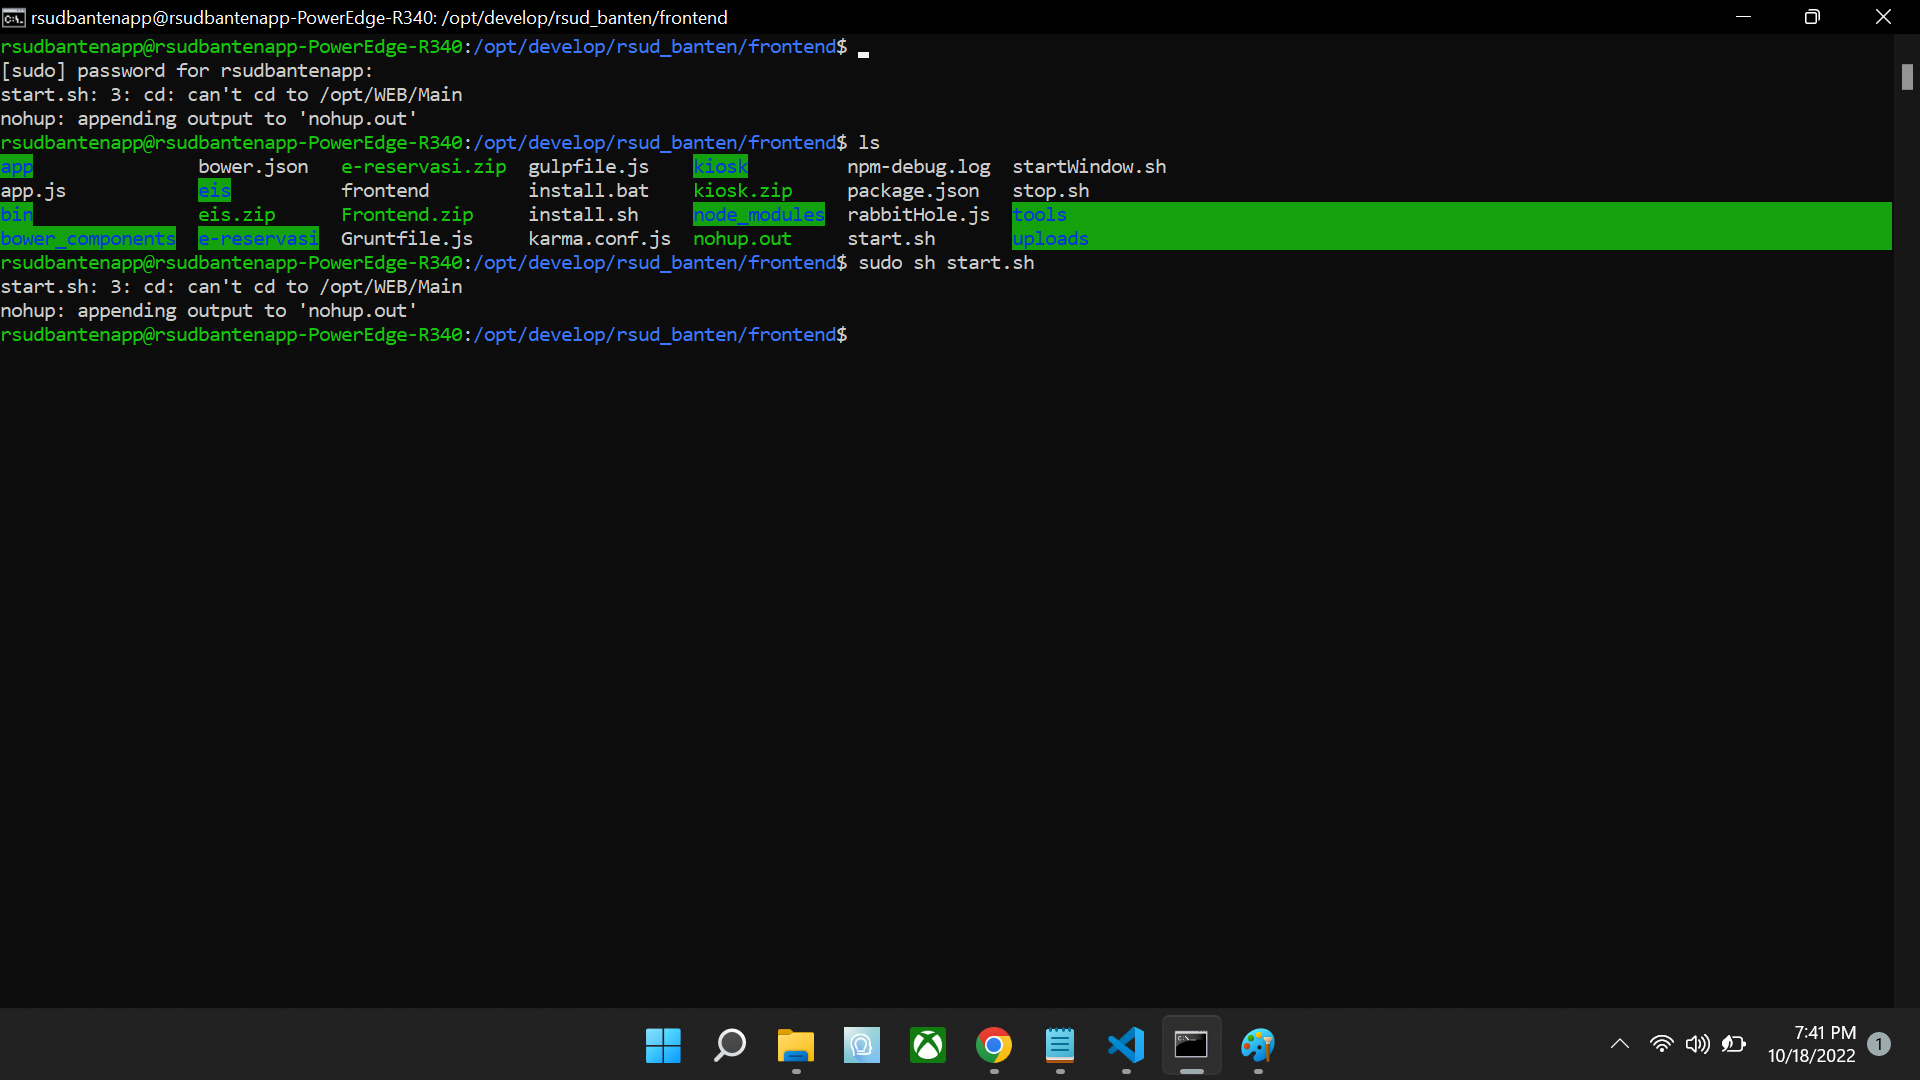 rsudbantenapp@rsudbantenapp-PowerEdge-R340: /opt/develop/rsud_banten/frontend
rsudbantenapp@rsudbantenapp-PowerEdge-R340:/opt/develop/rsud_banten/frontend$
[sudo] password for rsudbantenapp:
start.sh: 3: cd: can't cd to /opt/WEB/Main
nohup: appending output to 'nohup.out'
rsudbantenapp@rsudbantenapp-PowerEdge-R340:/opt/develop/rsud_banten/frontend$ ls
app bower.json e-reservasi.zip gulpfile.js kiosk npm-debug.log startWindow.sh
app.js eis frontend install.bat kiosk.zip package.json stop.sh
bin eis.zip Frontend.zip install.sh node_modules rabbitHole.js tools
bower_components e-reservasi Gruntfile.js karma.conf.js nohup.out start.sh uploads
rsudbantenapp@rsudbantenapp-PowerEdge-R340:/opt/develop/rsud_banten/frontend$ sudo sh start.sh
start.sh: 3: cd: can't cd to /opt/WEB/Main
nohup: appending output to 'nohup.out'
rsudbantenapp@rsudbantenapp-PowerEdge-R340:/opt/develop/rsud_banten/frontend$
7:41 PM
10/18/2022
1